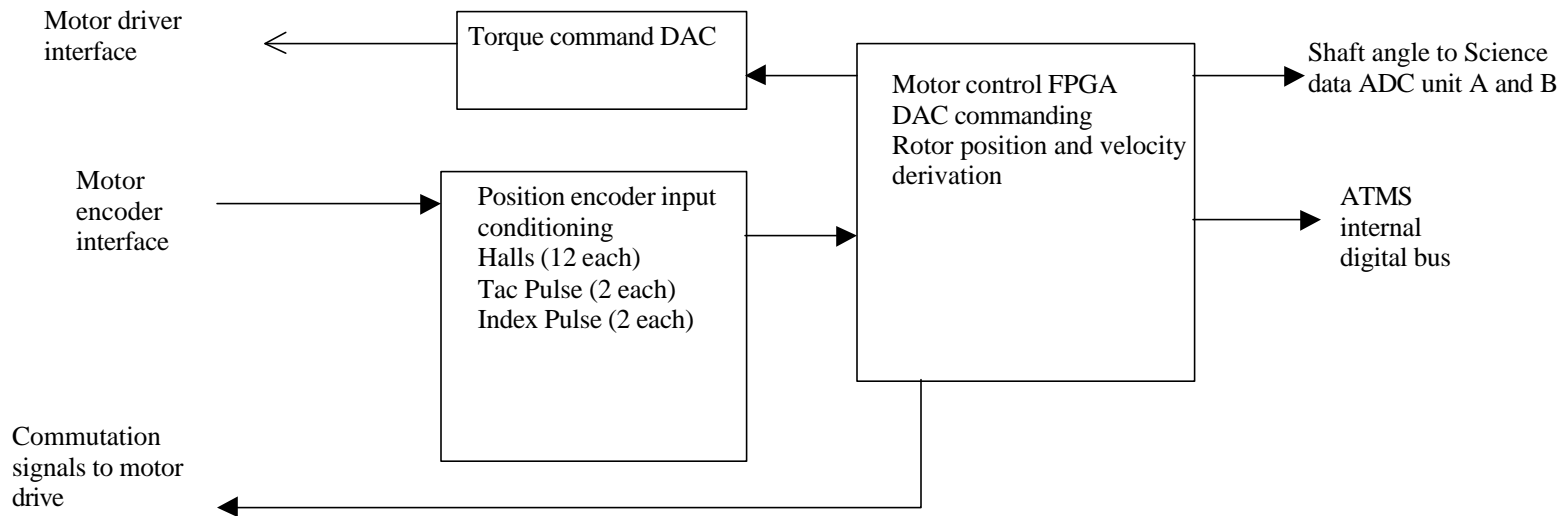 Motor driver
interface
Torque command DAC
Motor control FPGA
DAC commanding
Rotor position and velocity
derivation
Shaft angle to Science
data ADC unit A and B
Motor
encoder
interface
Position encoder input
conditioning
Halls (12 each)
Tac Pulse (2 each)
Index Pulse (2 each)
ATMS
internal
digital bus
Commutation
signals to motor
drive